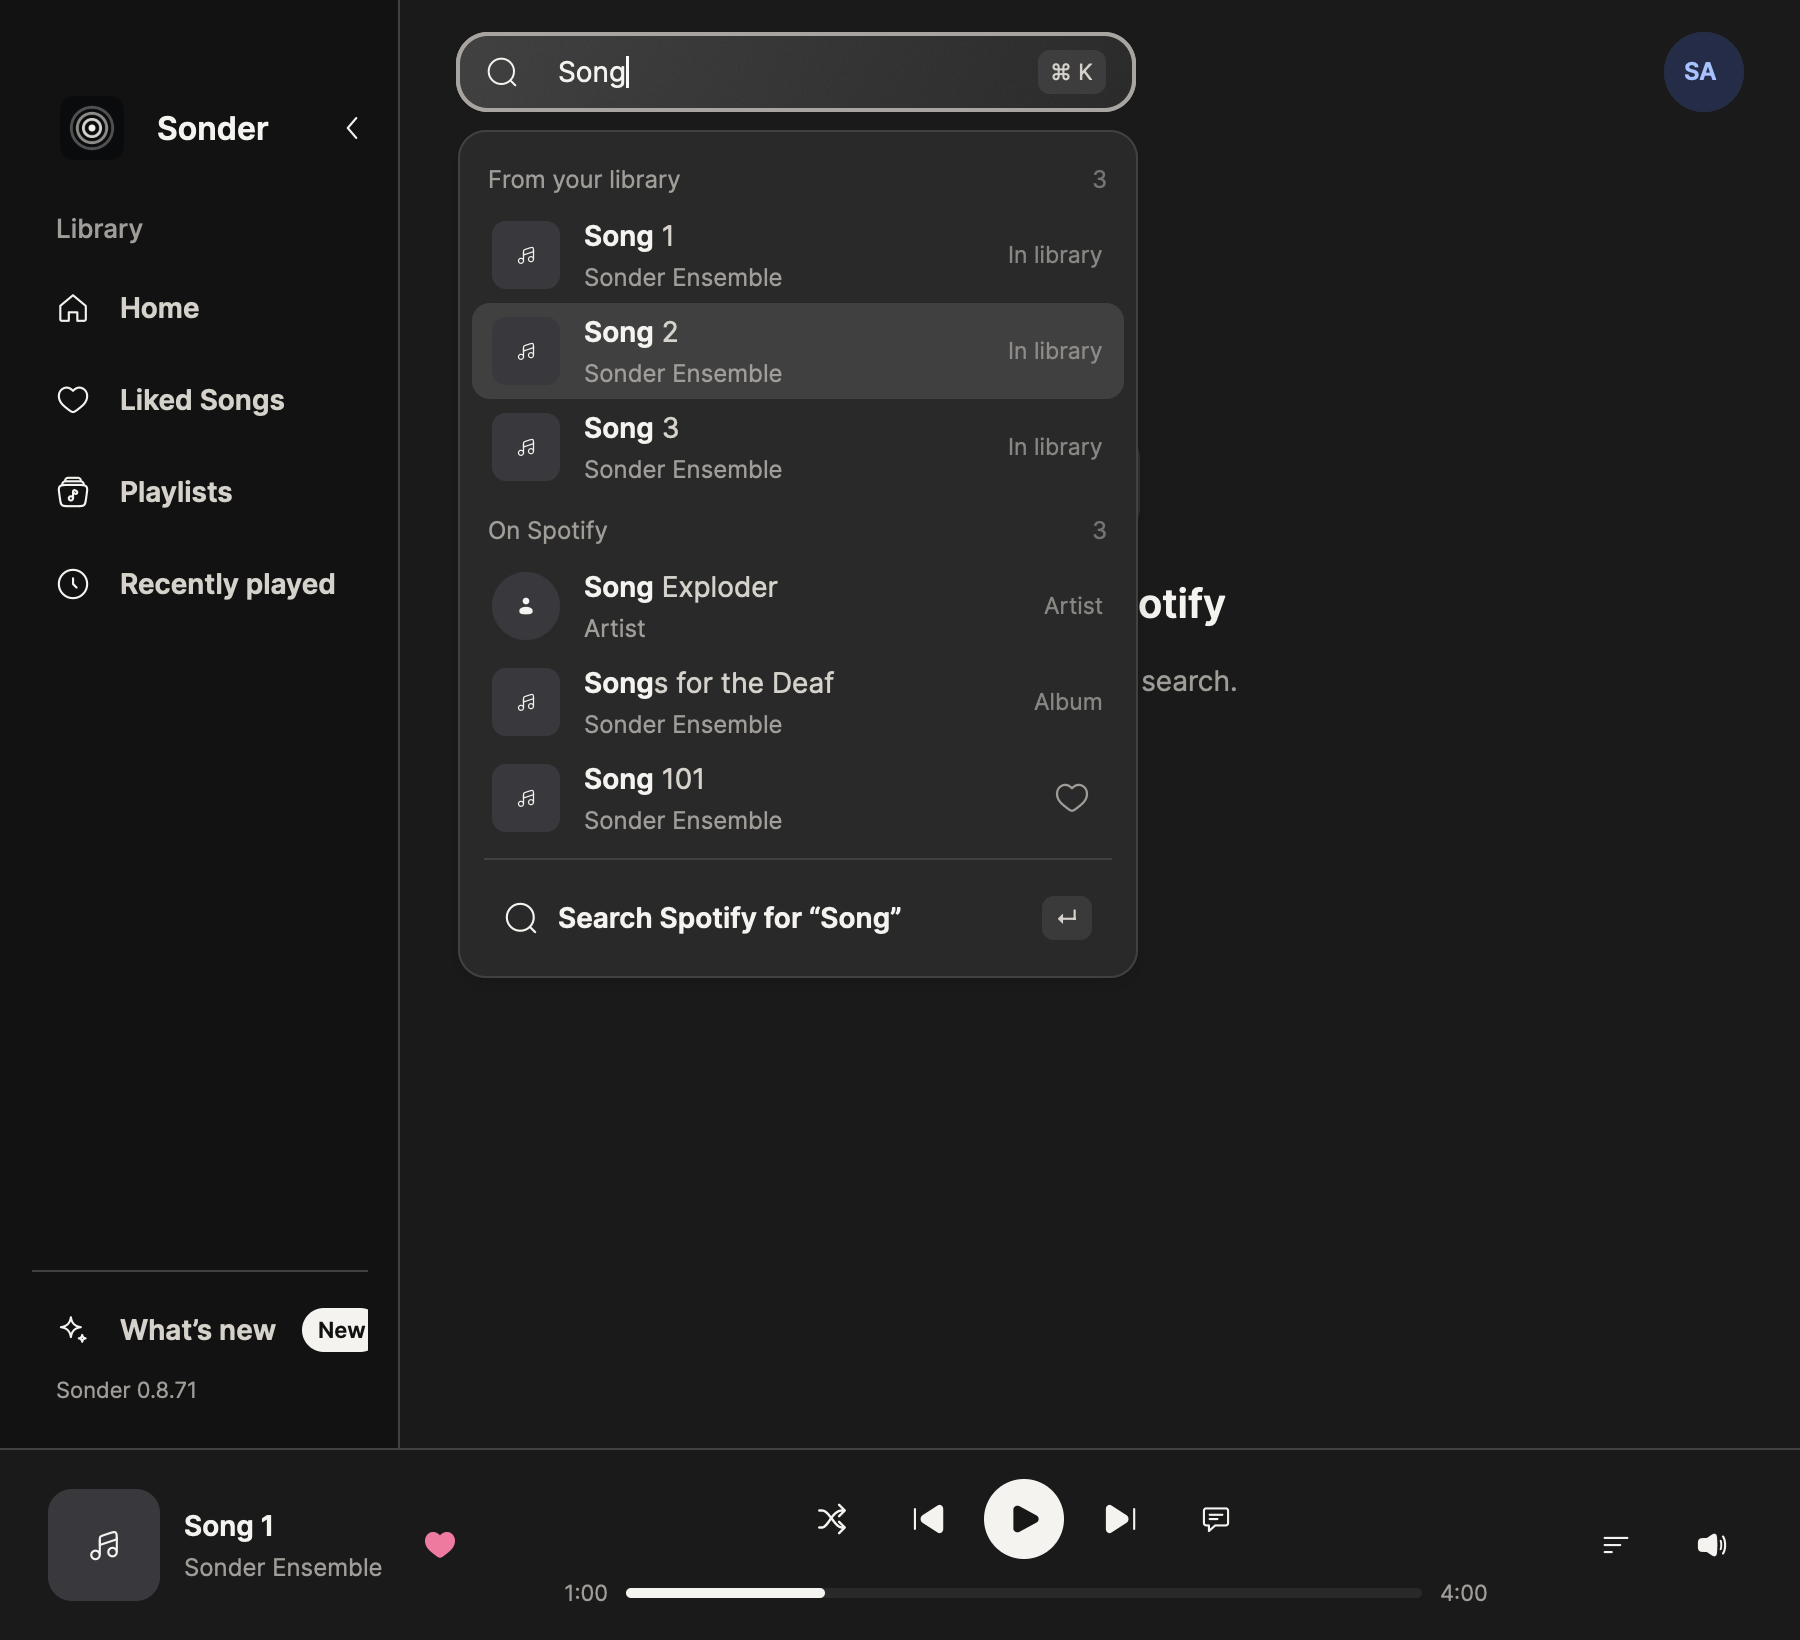 Song
⌘ K
SA
Sonder
Library
Home
Liked Songs
Playlists
Recently played
From your library 3
Song 1
Sonder Ensemble
In library
Song 2
Sonder Ensemble
In library
Song 3
Sonder Ensemble
In library
On Spotify 3
Song Exploder
Artist
Artist
Songs for the Deaf
Sonder Ensemble
Album
Song 101
Sonder Ensemble
Search Spotify for “Song”
otify
search.
What’s new New
Sonder 0.8.71
Song 1
Sonder Ensemble
1:00
4:00